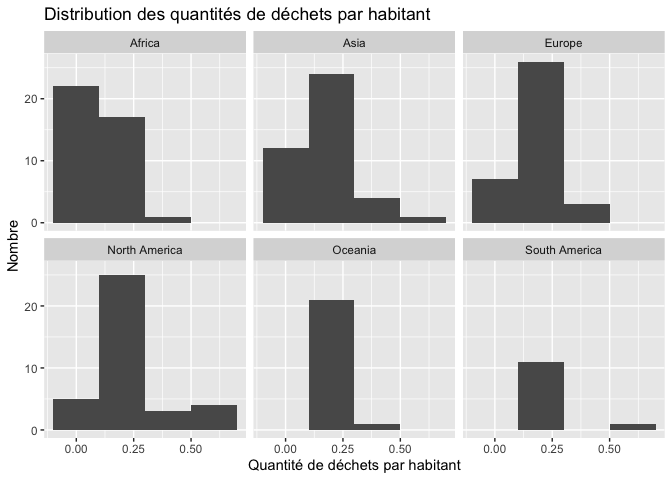 Distribution des quantités de déchets par habitant
Africa Asia Europe
20
10
0
North America Oceania South America
20
10
0
0.00 0.25 0.50 0.00 0.25 0.50 0.00 0.25 0.50
Nombre
Quantité de déchets par habitant